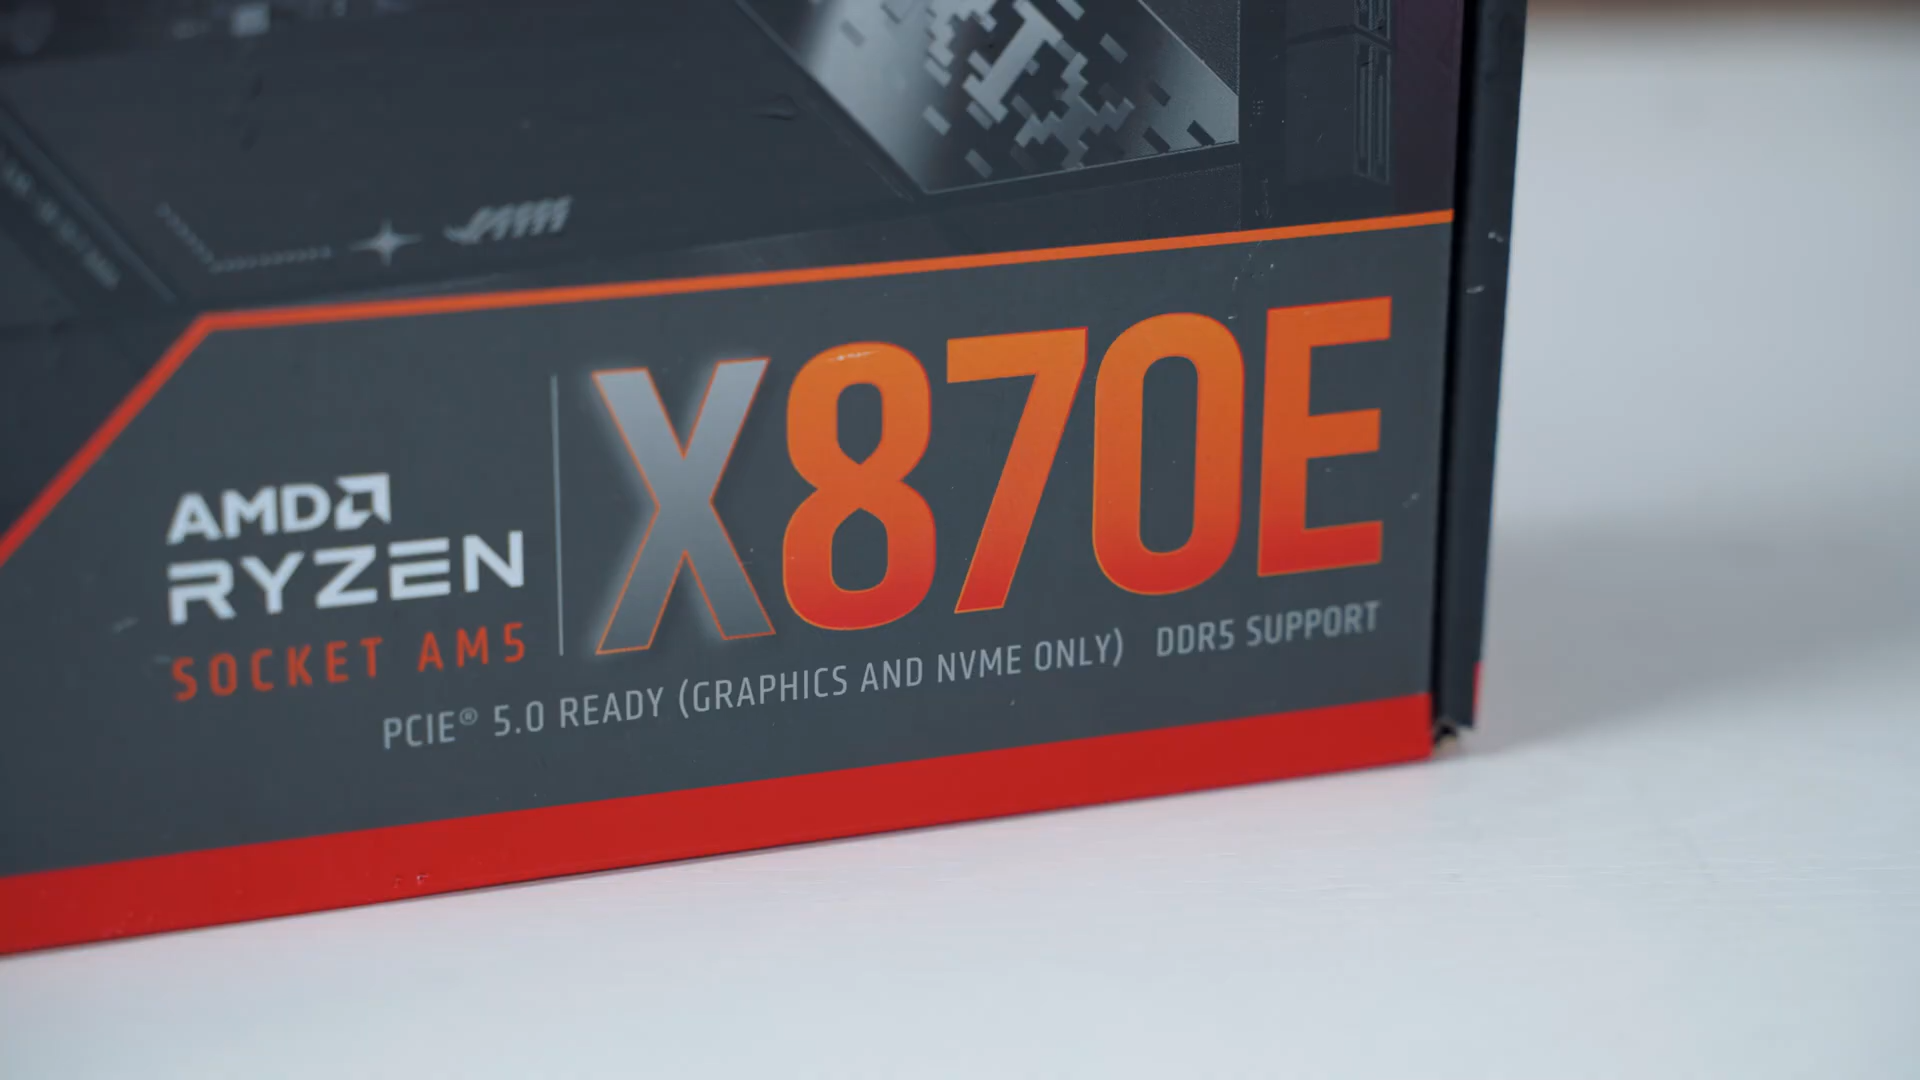 AMD
RYZEN
SOCKET AM5
X870E
PCIE® 5.0 READY (GRAPHICS AND NVME ONLY) DDR5 SUPPORT